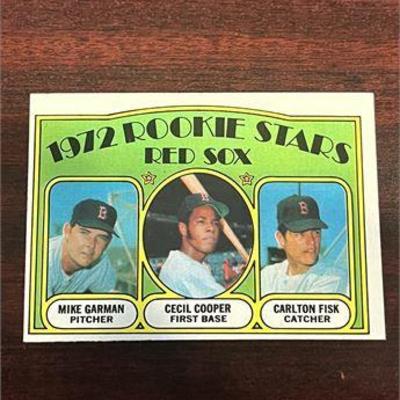 1972 ROOKIE STARS
RED SOX
B
B
MIKE GARMAN
PITCHER
CECIL COOPER
FIRST BASE
CARLTON FISK
CATCHER